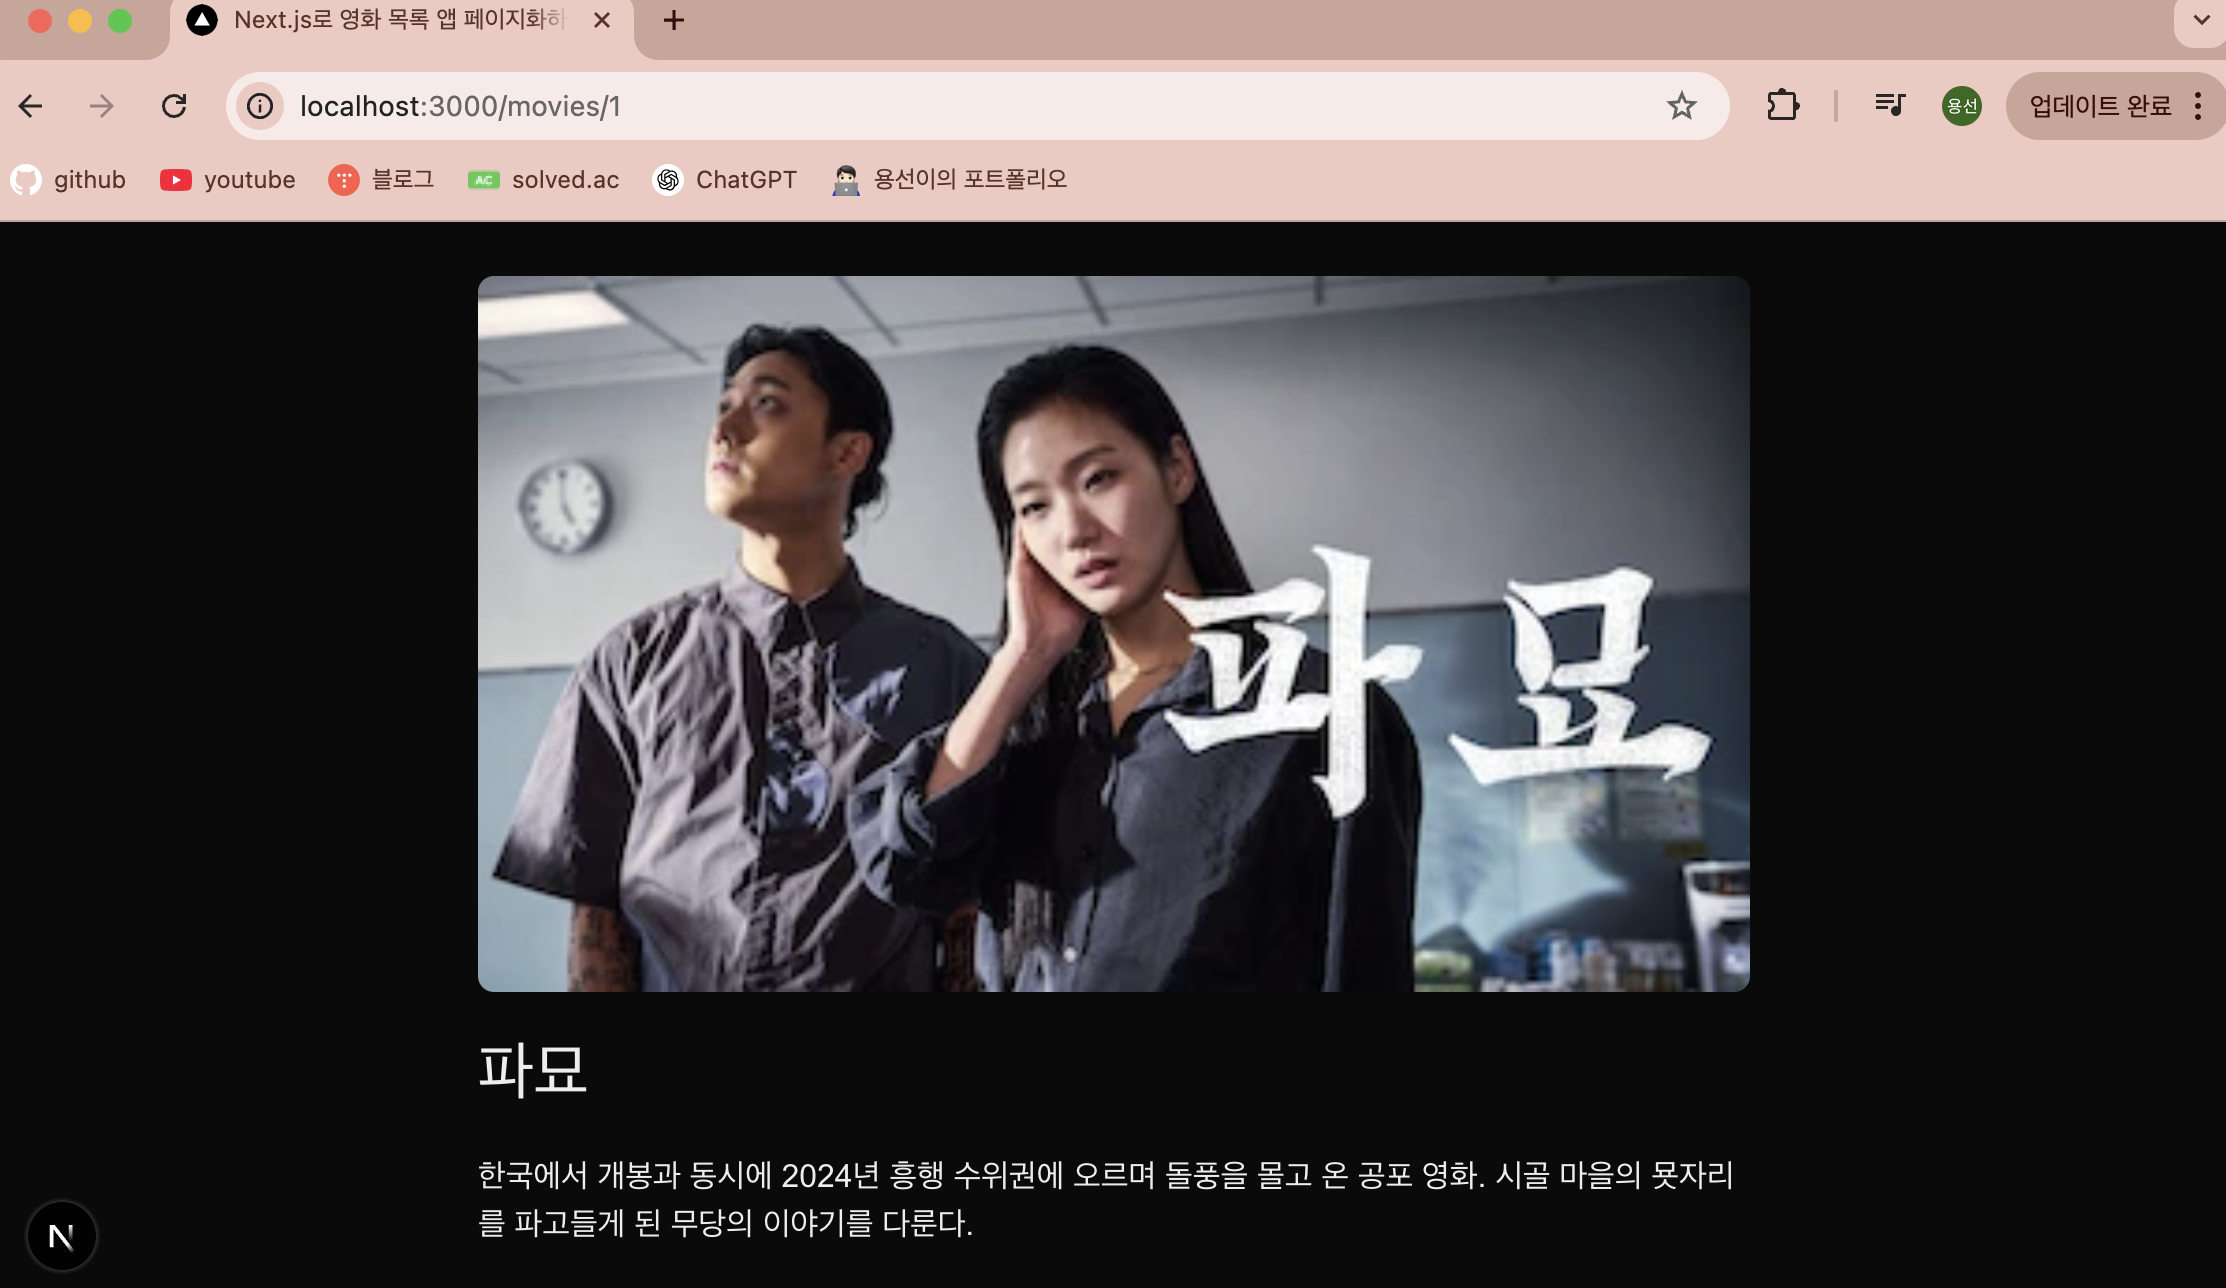 Next.js로 영화 목록 앱 페이지화하
localhost:3000/movies/1
용선
업데이트 완료
github
youtube
블로그
AC
solved.ac
ChatGPT
용선이의 포트폴리오
파묘
파묘
한국에서 개봉과 동시에 2024년 흥행 수위권에 오르며 돌풍을 몰고 온 공포 영화. 시골 마을의 묫자리
를 파고들게 된 무당의 이야기를 다룬다.
N